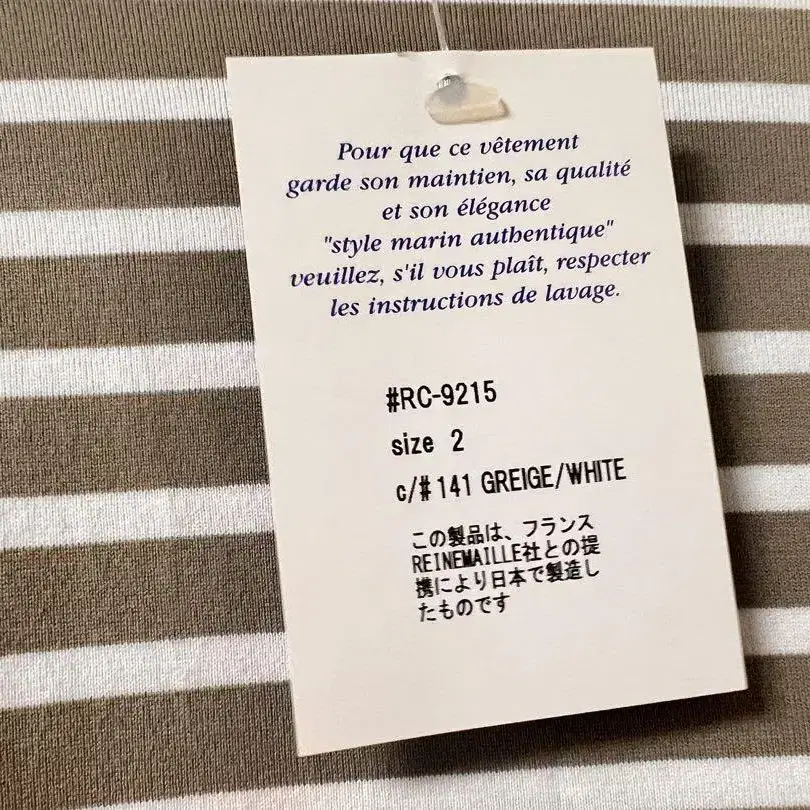 Pour que ce vêtement
garde son maintien, sa qualité
et son élégance
"style marin authentique"
veuillez, s'il vous plaît, respecter
les instructions de lavage.
#RC-9215
size 2
c/# 141 GREIGE/WHITE
この製品は、フランス
REINEMAILLE社との提
携により日本で製造し
たものです